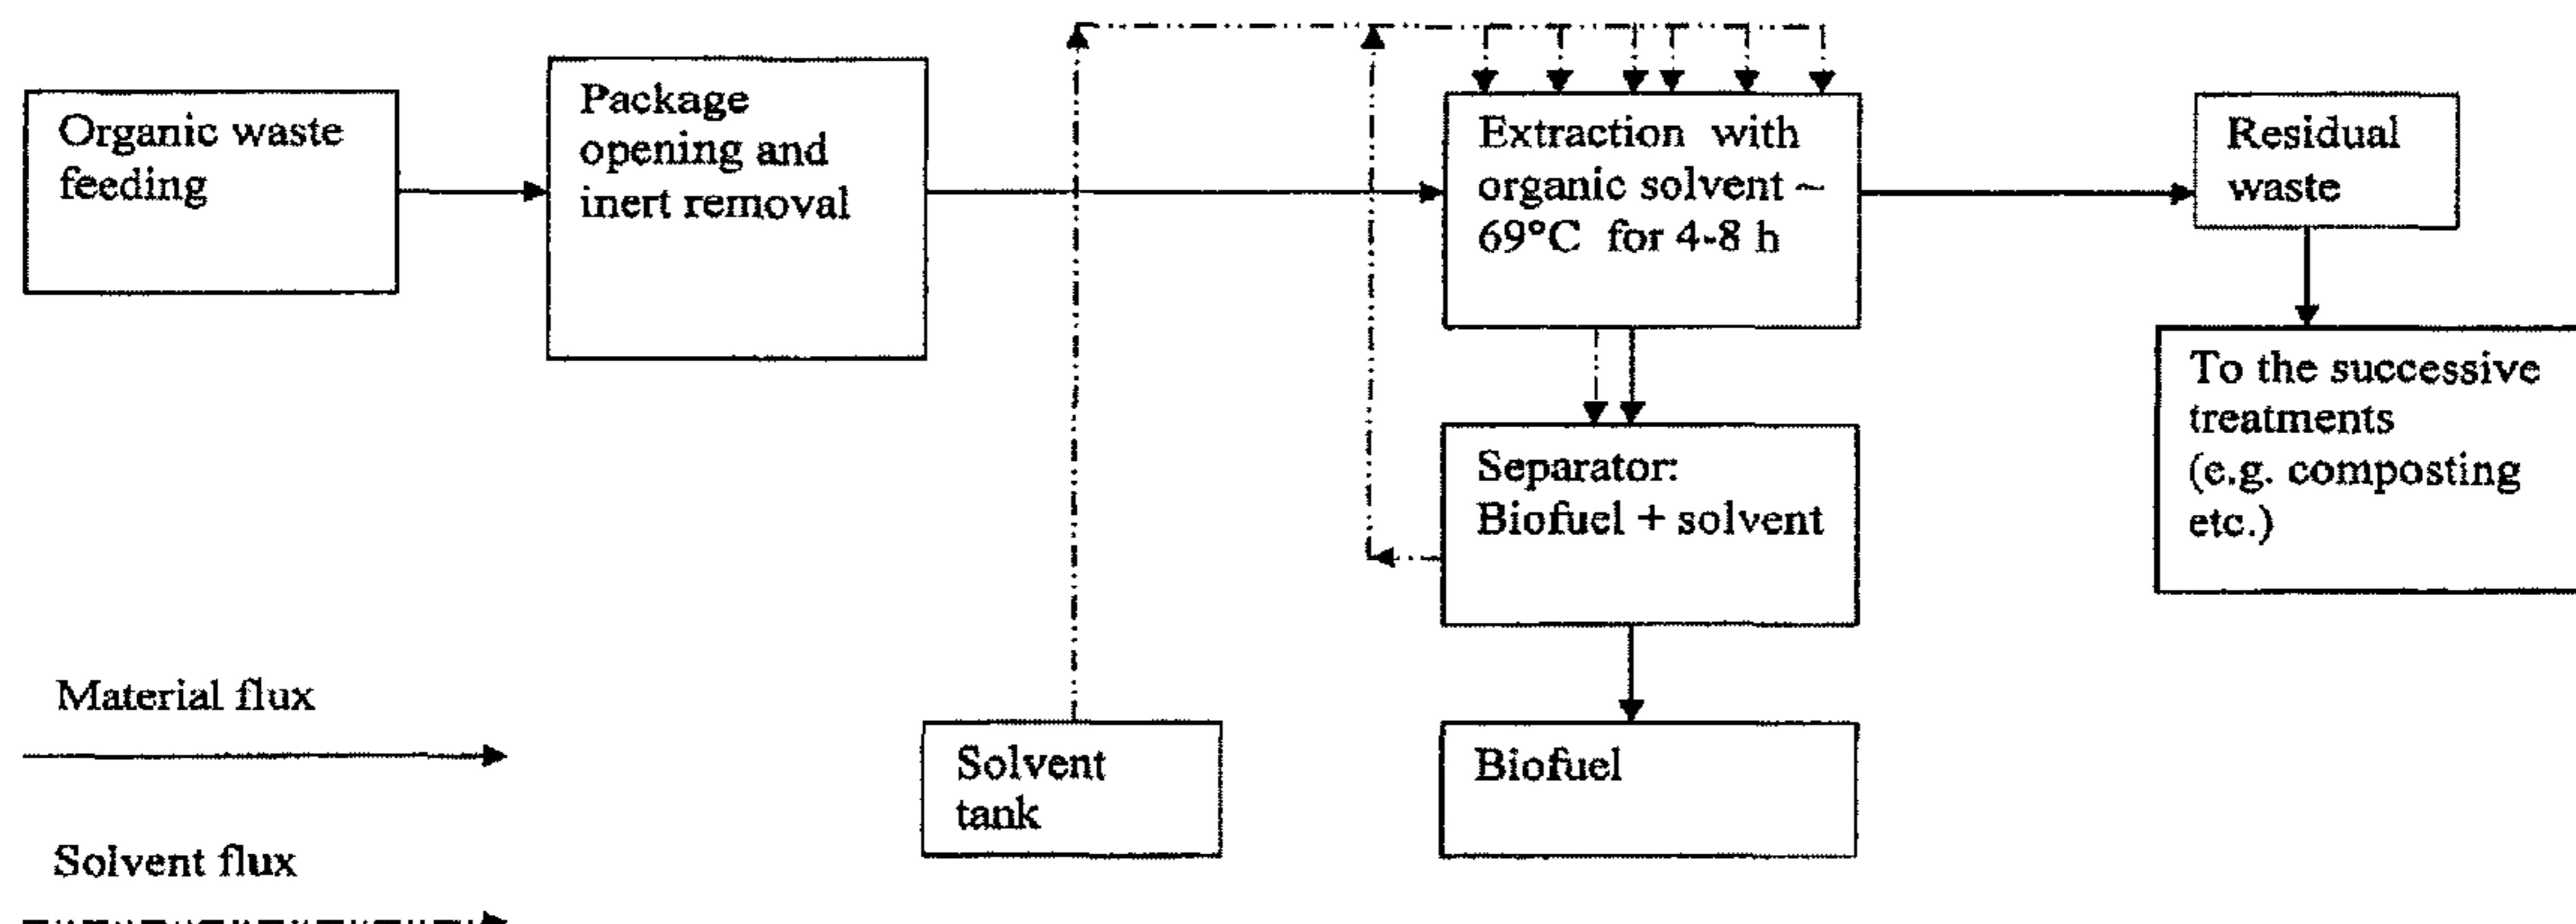 Organic waste
feeding
Package
opening and
inert removal
Extraction with
organic solvent ~
69°C for 4-8 h
Residual
waste
To the successive
treatments
(e.g. composting
etc.)
Separator:
Biofuel + solvent
Solvent
tank
Biofuel
Material flux
Solvent flux